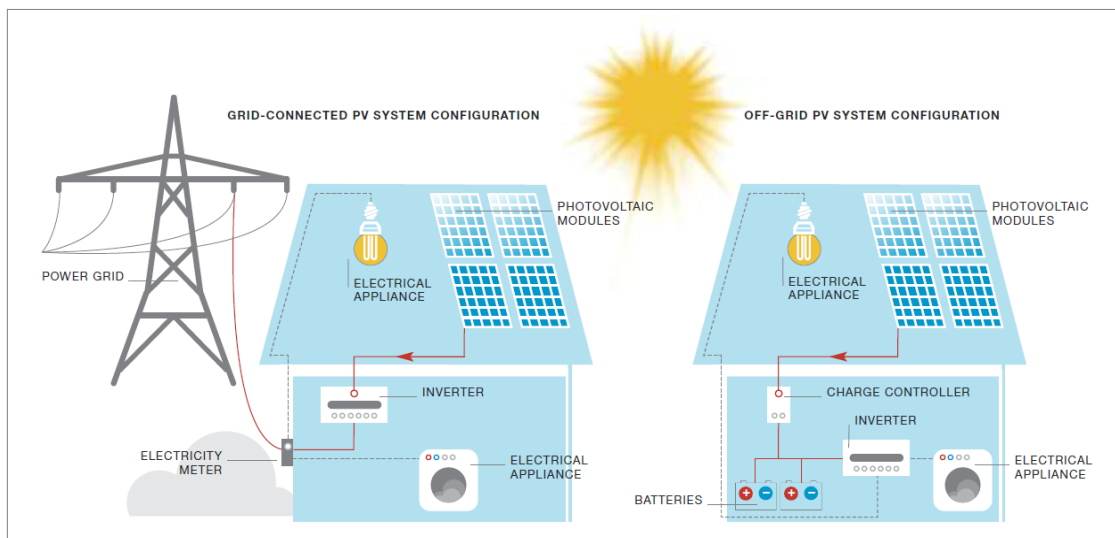 GRID-CONNECTED PV SYSTEM CONFIGURATION
POWER GRID
ELECTRICAL
APPLIANCE
PHOTOVOLTAIC
MODULES
INVERTER
ELECTRICITY
METER
ELECTRICAL
APPLIANCE
OFF-GRID PV SYSTEM CONFIGURATION
ELECTRICAL
APPLIANCE
PHOTOVOLTAIC
MODULES
CHARGE CONTROLLER
INVERTER
BATTERIES
+ − + −
ELECTRICAL
APPLIANCE